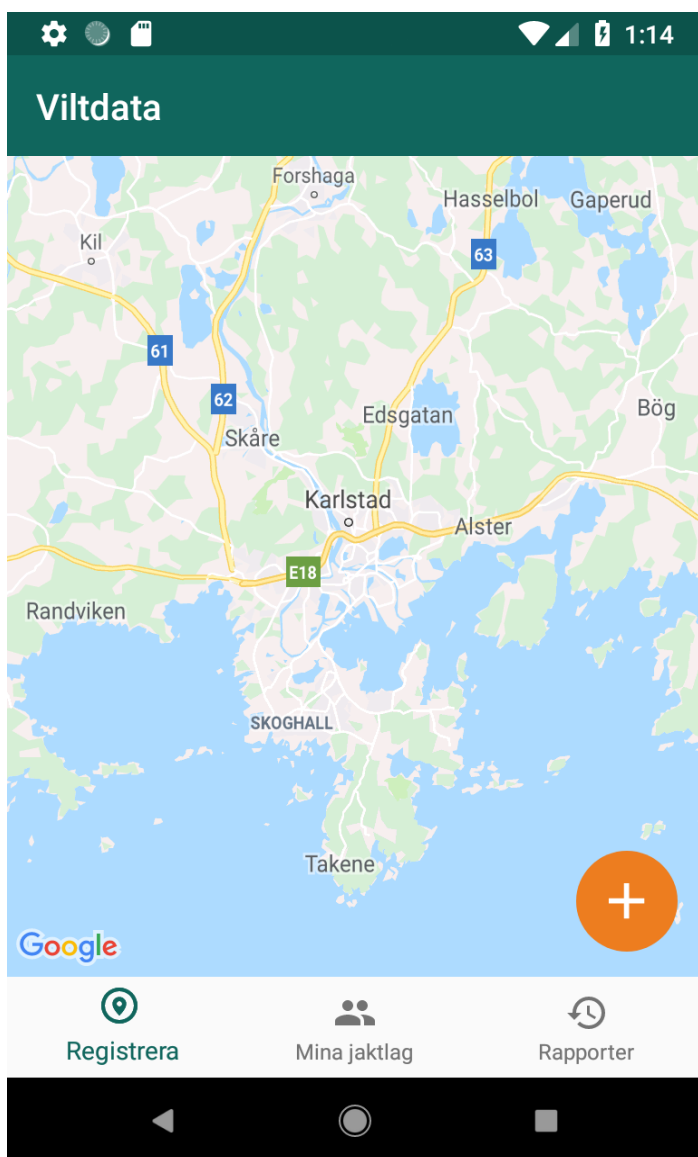 1:14
Viltdata
Forshaga
Hasselbol
Gaperud
Kil
63
61
62
Edsgatan
Bög
Skåre
Karlstad
Alster
E18
Randviken
SKOGHALL
Takene
Google
Registrera
Mina jaktlag
Rapporter